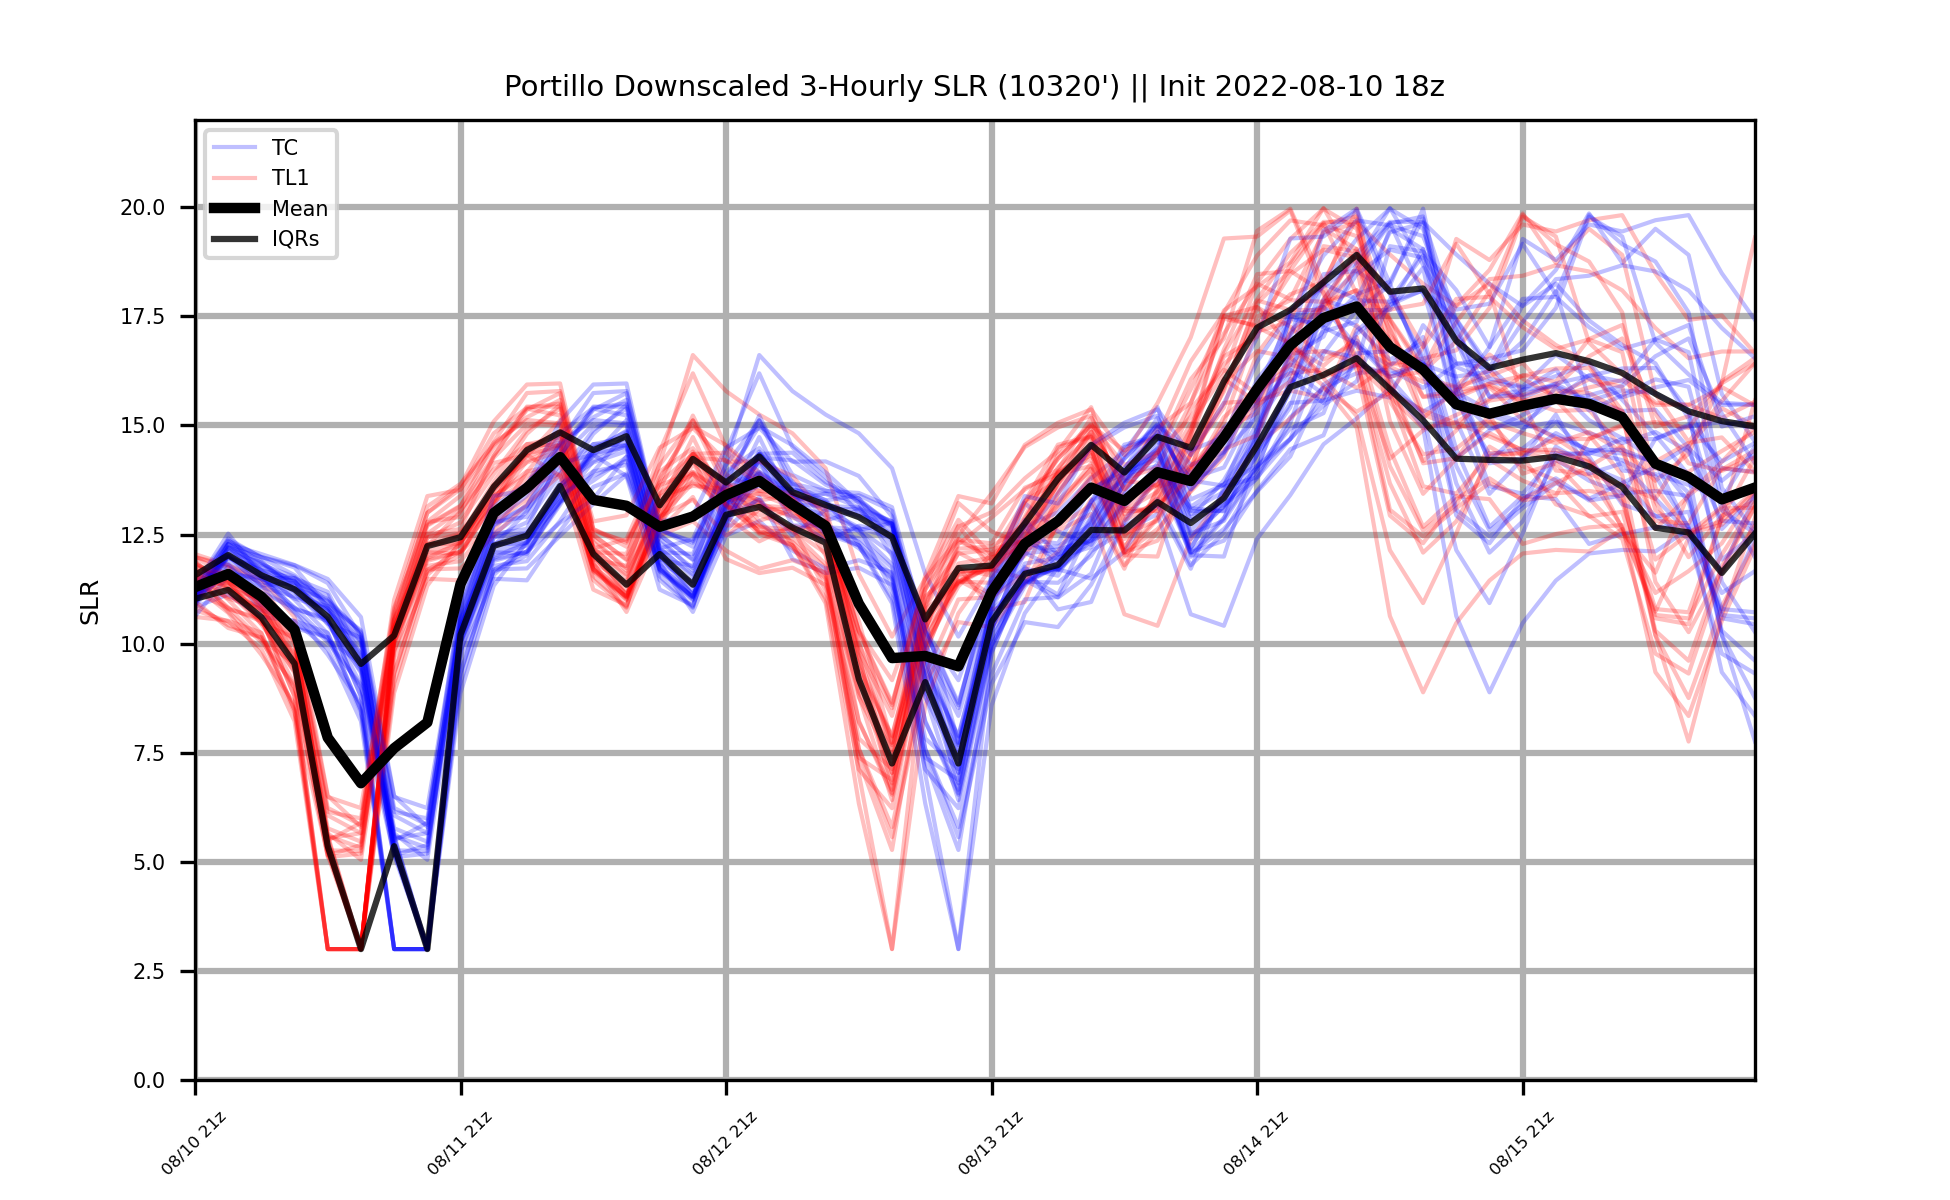 Portillo Downscaled 3-Hourly SLR (10320') || Init 2022-08-10 18z
TC
TL1
Mean
IQRs
SLR
20.0
17.5
15.0
12.5
10.0
7.5
5.0
2.5
0.0
08/10 21z
08/11 21z
08/12 21z
08/13 21z
08/14 21z
08/15 21z